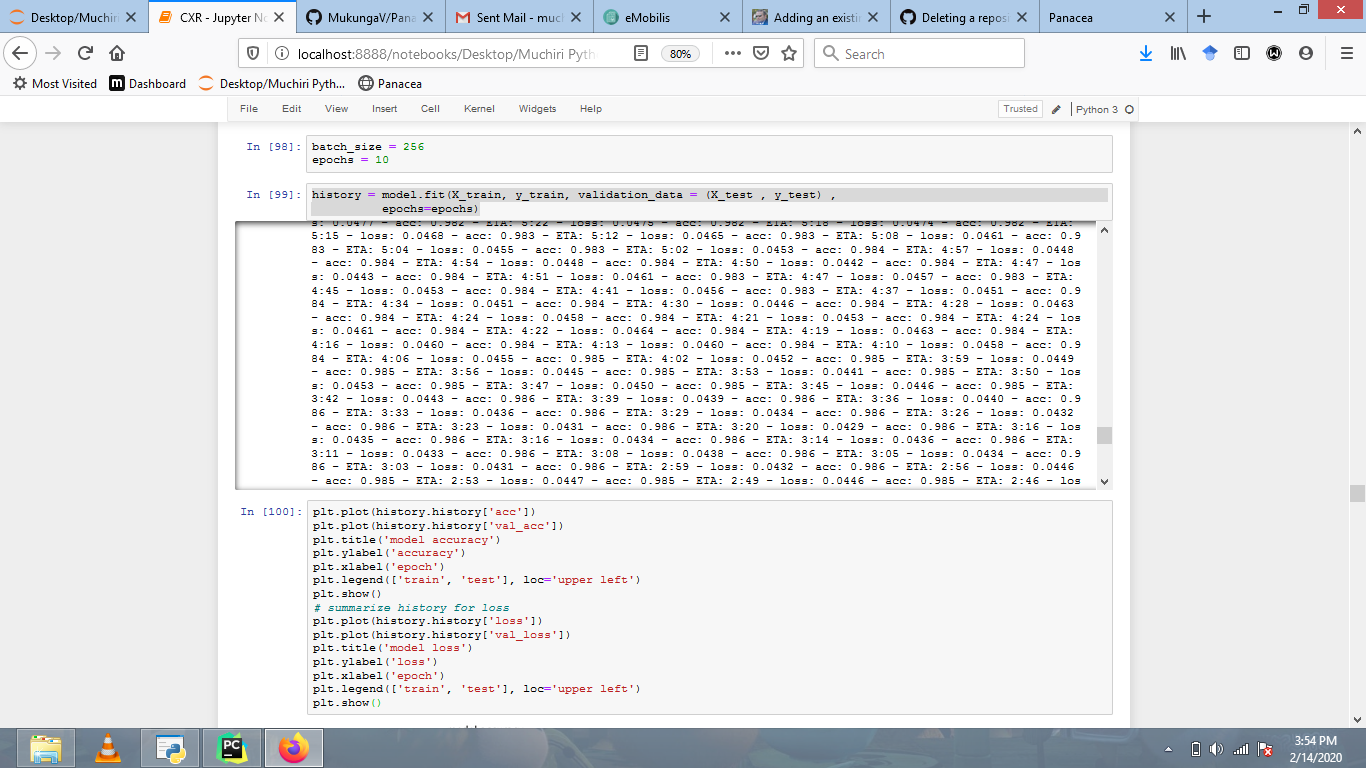 Desktop/Muchiri
CXR - Jupyter No
MukungaV/Pana
Sent Mail - much
eMobilis
Adding an existin
Deleting a reposi
Panacea
localhost:8888/notebooks/Desktop/Muchiri Pyth
80%
Search
Most Visited
Dashboard
Desktop/Muchiri Pyth...
Panacea
File Edit View Insert Cell Kernel Widgets Help
Trusted
Python 3
In [98]:
batch_size = 256
epochs = 10
In [99]:
history = model.fit(X_train, y_train, validation_data = (X_test , y_test) ,
epochs=epochs)
s: 0.0477 - acc: 0.982 - ETA: 5:22 - loss: 0.0475 - acc: 0.982 - ETA: 5:18 - loss: 0.0474 - acc: 0.982 - ETA:
5:15 - loss: 0.0468 - acc: 0.983 - ETA: 5:12 - loss: 0.0465 - acc: 0.983 - ETA: 5:08 - loss: 0.0461 - acc: 0.9
83 - ETA: 5:04 - loss: 0.0455 - acc: 0.983 - ETA: 5:02 - loss: 0.0453 - acc: 0.984 - ETA: 4:57 - loss: 0.0448
- acc: 0.984 - ETA: 4:54 - loss: 0.0448 - acc: 0.984 - ETA: 4:50 - loss: 0.0442 - acc: 0.984 - ETA: 4:47 - los
s: 0.0443 - acc: 0.984 - ETA: 4:51 - loss: 0.0461 - acc: 0.983 - ETA: 4:47 - loss: 0.0457 - acc: 0.983 - ETA:
4:45 - loss: 0.0453 - acc: 0.984 - ETA: 4:41 - loss: 0.0456 - acc: 0.983 - ETA: 4:37 - loss: 0.0451 - acc: 0.9
84 - ETA: 4:34 - loss: 0.0451 - acc: 0.984 - ETA: 4:30 - loss: 0.0446 - acc: 0.984 - ETA: 4:28 - loss: 0.0463
- acc: 0.984 - ETA: 4:24 - loss: 0.0458 - acc: 0.984 - ETA: 4:21 - loss: 0.0453 - acc: 0.984 - ETA: 4:24 - los
s: 0.0461 - acc: 0.984 - ETA: 4:22 - loss: 0.0464 - acc: 0.984 - ETA: 4:19 - loss: 0.0463 - acc: 0.984 - ETA:
4:16 - loss: 0.0460 - acc: 0.984 - ETA: 4:13 - loss: 0.0460 - acc: 0.984 - ETA: 4:10 - loss: 0.0458 - acc: 0.9
84 - ETA: 4:06 - loss: 0.0455 - acc: 0.985 - ETA: 4:02 - loss: 0.0452 - acc: 0.985 - ETA: 3:59 - loss: 0.0449
- acc: 0.985 - ETA: 3:56 - loss: 0.0445 - acc: 0.985 - ETA: 3:53 - loss: 0.0441 - acc: 0.985 - ETA: 3:50 - los
s: 0.0453 - acc: 0.985 - ETA: 3:47 - loss: 0.0450 - acc: 0.985 - ETA: 3:45 - loss: 0.0446 - acc: 0.985 - ETA:
3:42 - loss: 0.0443 - acc: 0.986 - ETA: 3:39 - loss: 0.0439 - acc: 0.986 - ETA: 3:36 - loss: 0.0440 - acc: 0.9
86 - ETA: 3:33 - loss: 0.0436 - acc: 0.986 - ETA: 3:29 - loss: 0.0434 - acc: 0.986 - ETA: 3:26 - loss: 0.0432
- acc: 0.986 - ETA: 3:23 - loss: 0.0431 - acc: 0.986 - ETA: 3:20 - loss: 0.0429 - acc: 0.986 - ETA: 3:16 - los
s: 0.0435 - acc: 0.986 - ETA: 3:16 - loss: 0.0434 - acc: 0.986 - ETA: 3:14 - loss: 0.0436 - acc: 0.986 - ETA:
3:11 - loss: 0.0433 - acc: 0.986 - ETA: 3:08 - loss: 0.0438 - acc: 0.986 - ETA: 3:05 - loss: 0.0434 - acc: 0.9
86 - ETA: 3:03 - loss: 0.0431 - acc: 0.986 - ETA: 2:59 - loss: 0.0432 - acc: 0.986 - ETA: 2:56 - loss: 0.0446
- acc: 0.985 - ETA: 2:53 - loss: 0.0447 - acc: 0.985 - ETA: 2:49 - loss: 0.0446 - acc: 0.985 - ETA: 2:46 - los
In [100]:
plt.plot(history.history['acc'])
plt.plot(history.history['val_acc'])
plt.title('model accuracy')
plt.ylabel('accuracy')
plt.xlabel('epoch')
plt.legend(['train', 'test'], loc='upper left')
plt.show()
# summarize history for loss
plt.plot(history.history['loss'])
plt.plot(history.history['val_loss'])
plt.title('model loss')
plt.ylabel('loss')
plt.xlabel('epoch')
plt.legend(['train', 'test'], loc='upper left')
plt.show()
3:54 PM
2/14/2020